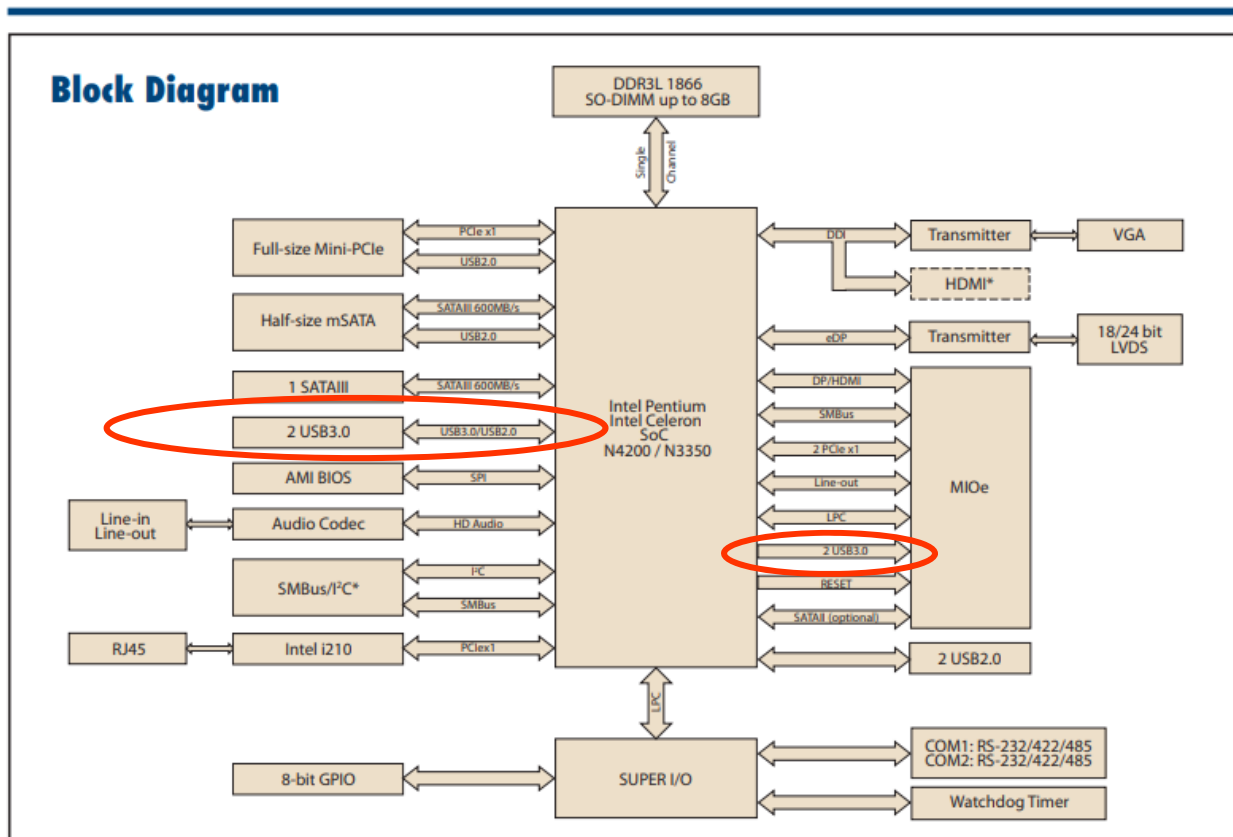 Block Diagram
DDR3L 1866
SO-DIMM up to 8GB
Single
Channel
Full-size Mini-PCIe
PCIe x1
USB2.0
Half-size mSATA
SATAIII 600MB/s
USB2.0
1 SATAIII
SATAIII 600MB/s
2 USB3.0
USB3.0/USB2.0
AMI BIOS
SPI
Line-in
Line-out
Audio Codec
HD Audio
SMBus/I²C*
I²C
SMBus
RJ45
Intel i210
PCIex1
Intel Pentium
Intel Celeron
SoC
N4200 / N3350
DDI
Transmitter
VGA
HDMI*
eDP
Transmitter
18/24 bit
LVDS
DP/HDMI
SMBus
2 PCIe x1
Line-out
LPC
2 USB3.0
RESET
SATAII (optional)
MIOe
2 USB2.0
LPC
8-bit GPIO
SUPER I/O
COM1: RS-232/422/485
COM2: RS-232/422/485
Watchdog Timer